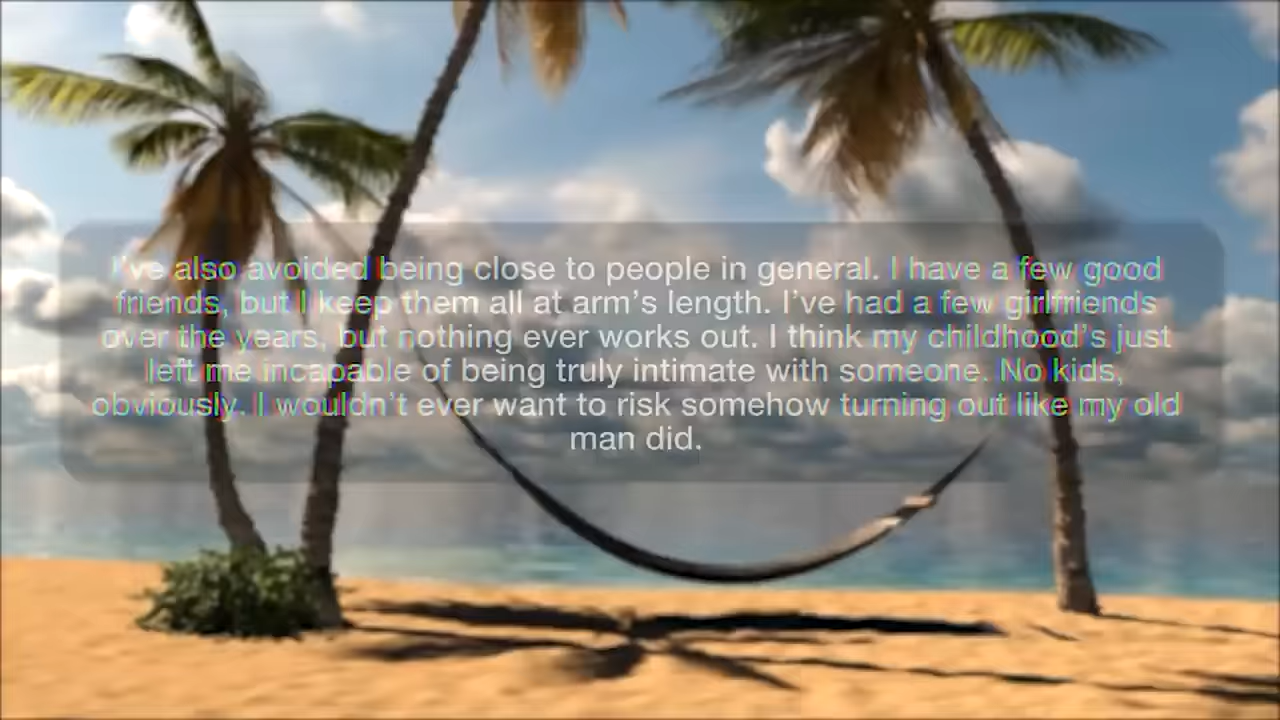 I've also avoided being close to people in general. I have a few good
friends, but I keep them all at arm's length. I've had a few girlfriends
over the years, but nothing ever works out. I think my childhood's just
left me incapable of being truly intimate with someone. No kids,
obviously. I wouldn't ever want to risk somehow turning out like my old
man did.